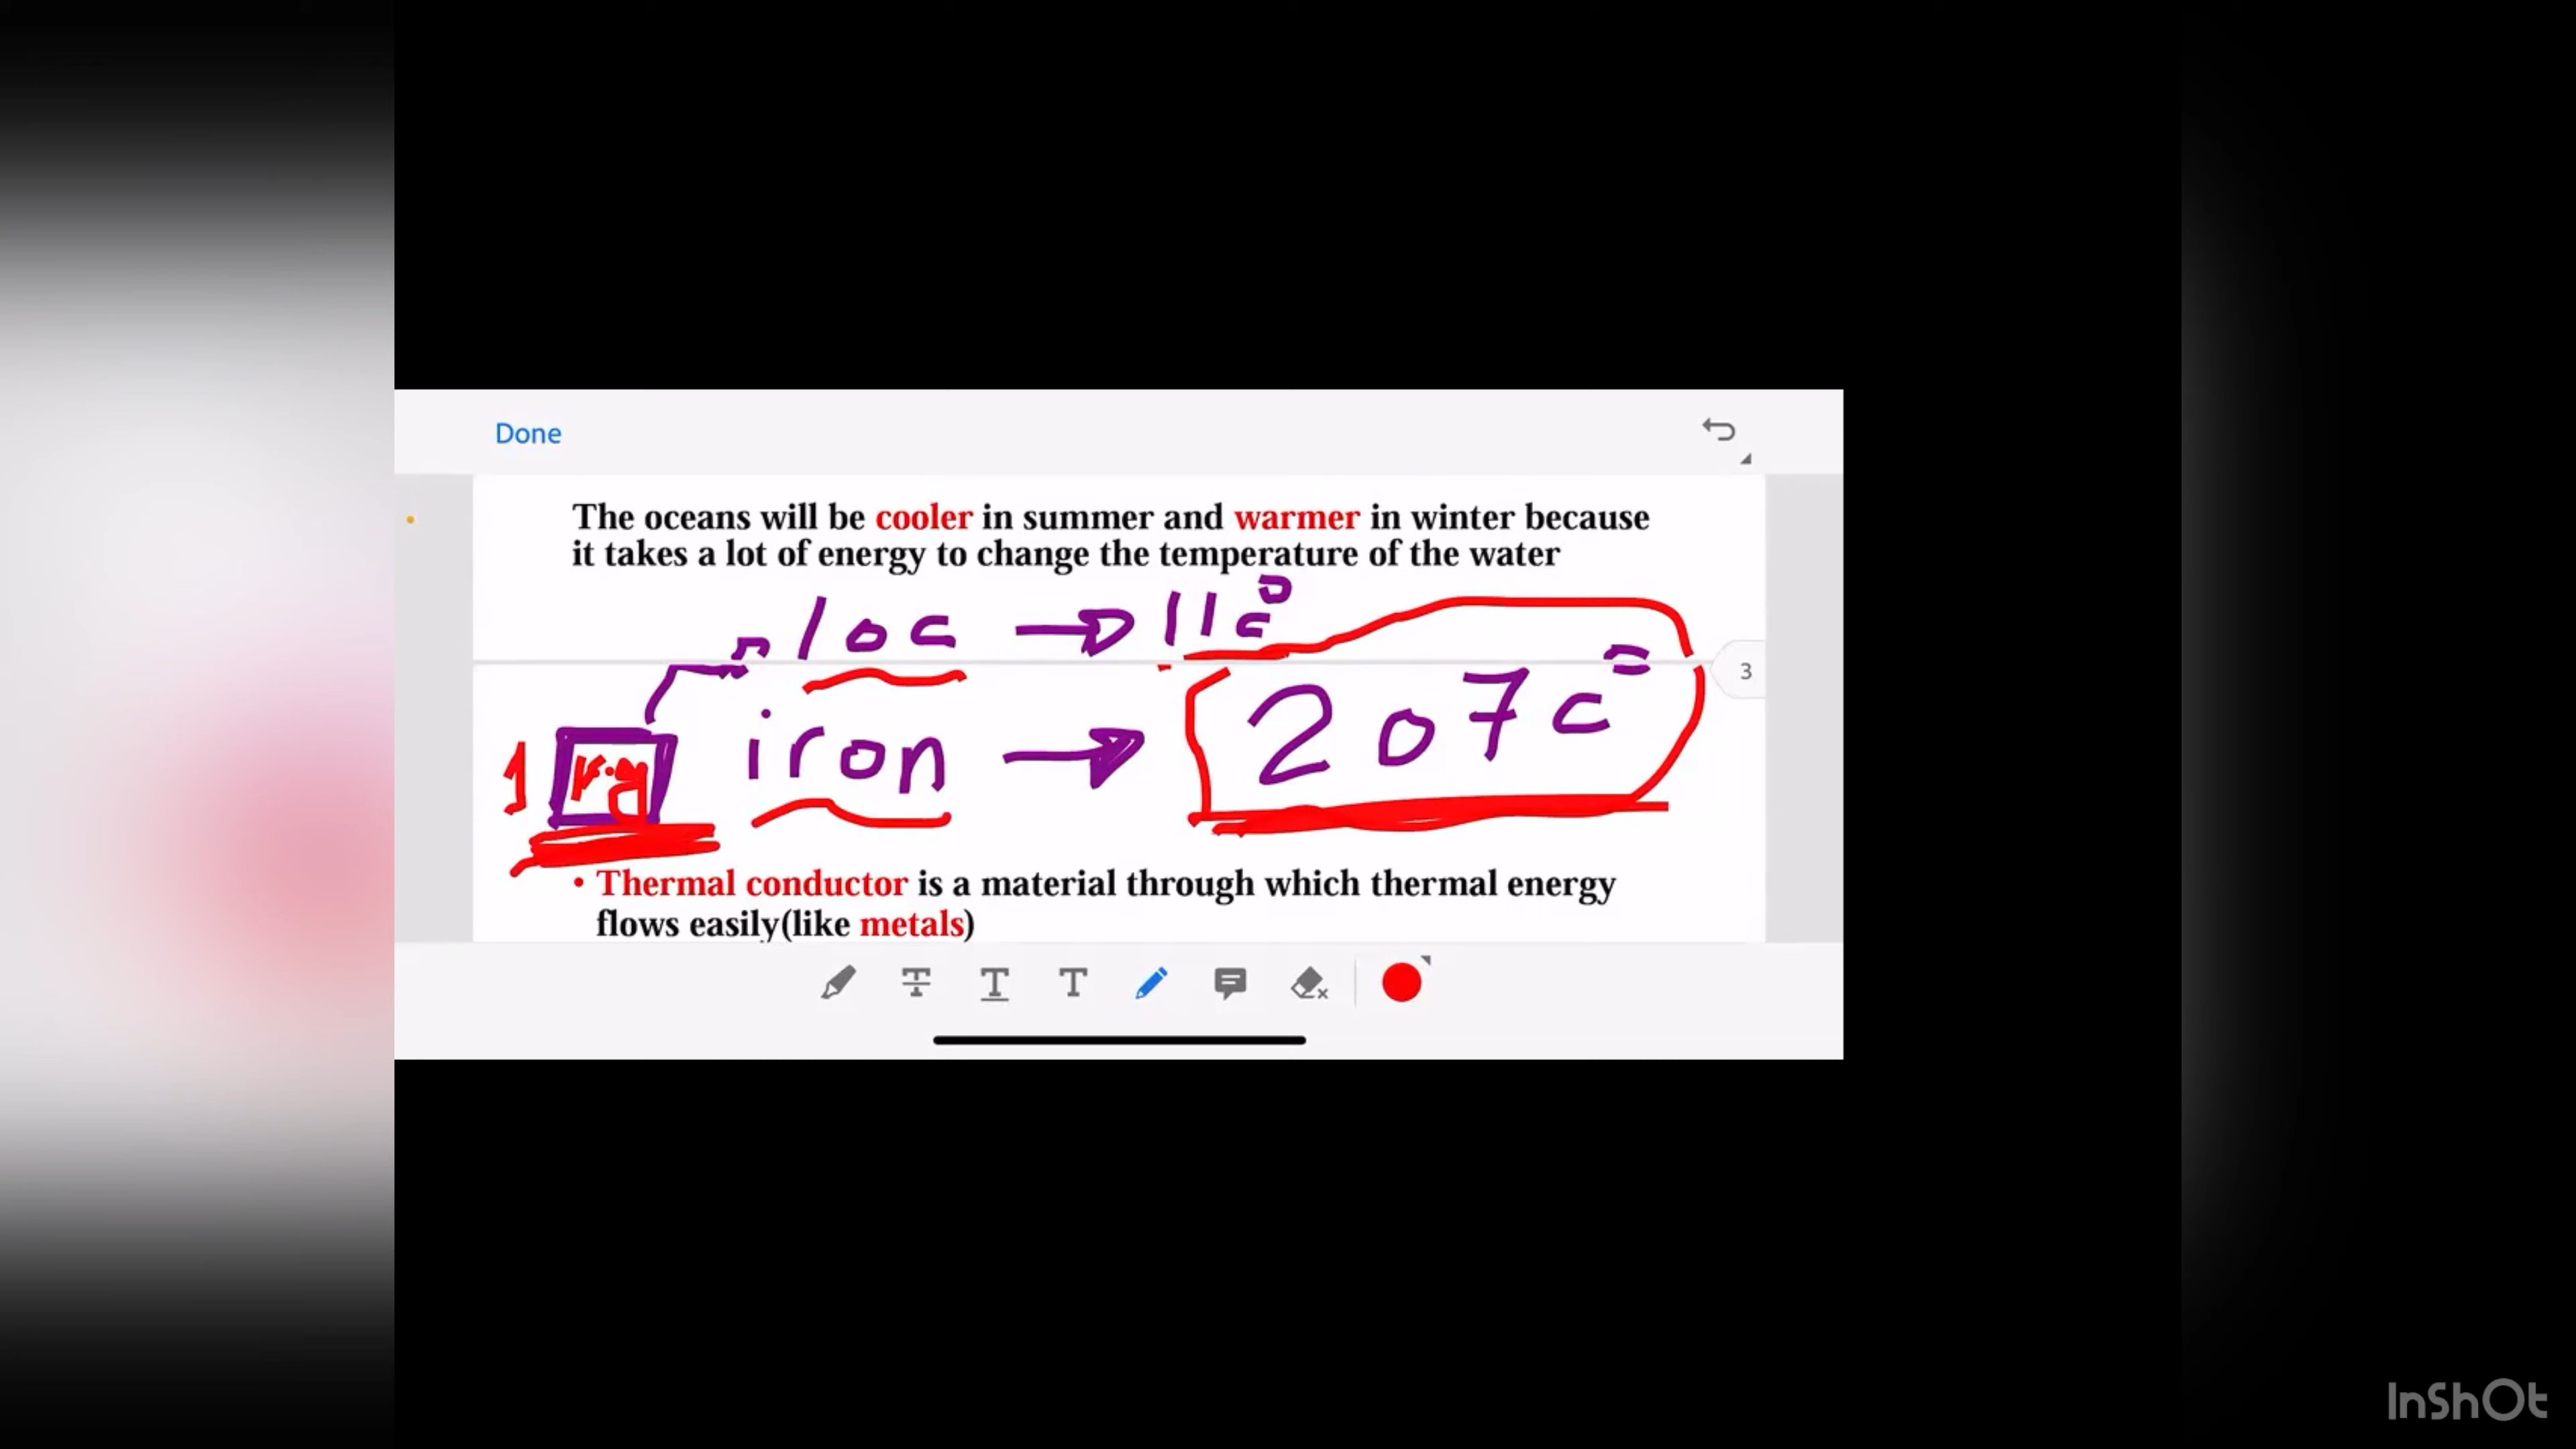 Done
The oceans will be cooler in summer and warmer in winter because
it takes a lot of energy to change the temperature of the water
10c → 11c°
3
iron → 207c
1 kg
• Thermal conductor is a material through which thermal energy
flows easily(like metals)
InShOt